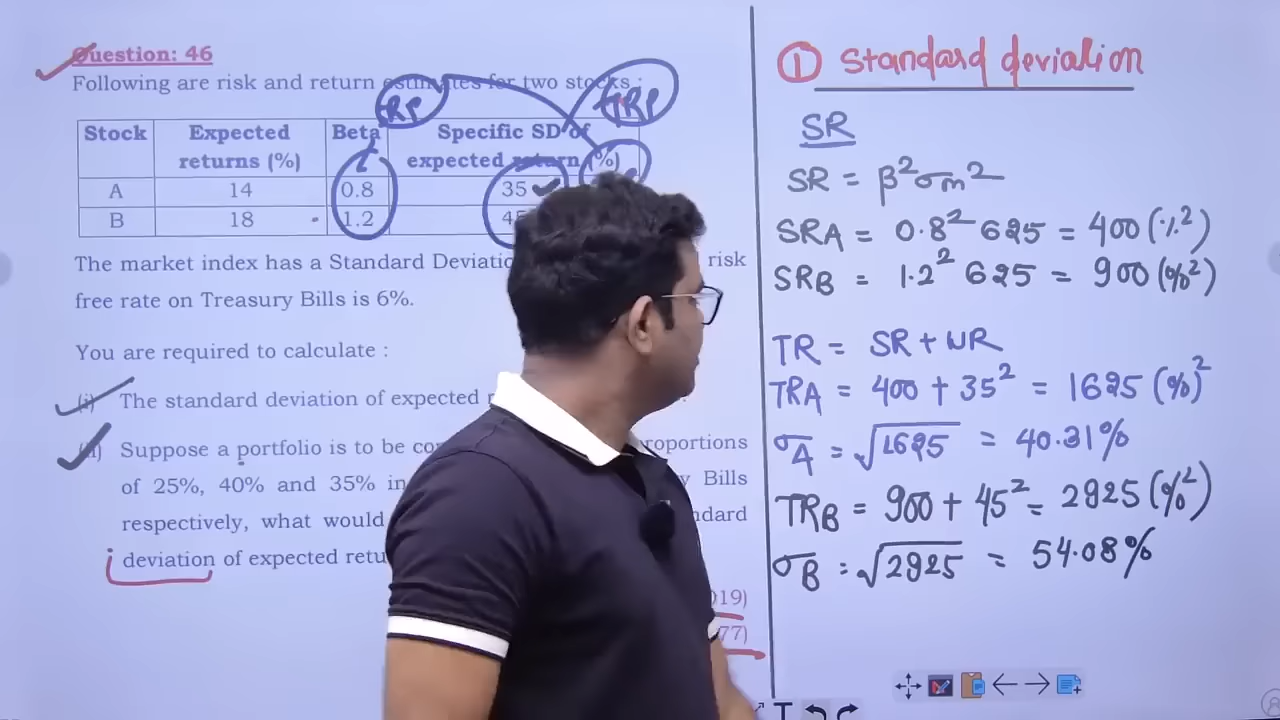 Question: 46
Following are risk and return estimates for two stocks :
RP
URP
Stock Expected returns (%) Beta Specific SD of expected return (%)
A 14 0.8 35
B 18 1.2
The market index has a Standard risk
free rate on Treasury Bills is 6%.
You are required to calculate :
(i) The standard deviation of expected
(ii) Suppose a portfolio is to be
of 25%, 40% and 35% in Bills
respectively, what would
deviation of expected
① Standard deviation
SR
SR = β²σm²
SRA = 0.8² 625 = 400 (%²)
SRB = 1.2² 625 = 900 (%²)
TR = SR + UR
TRA = 400 + 35² = 1625 (%)²
σA = √1625 = 40.31%
TRB = 900 + 45² = 2925 (%²)
σB = √2925 = 54.08%